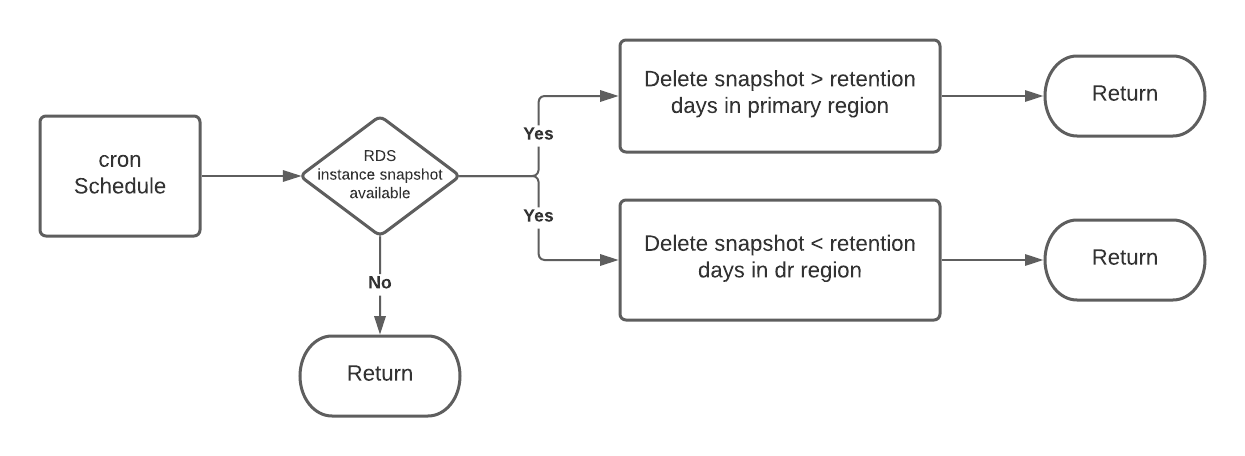 cron
Schedule
RDS
instance snapshot
available
Yes
Delete snapshot > retention
days in primary region
Return
Yes
Delete snapshot < retention
days in dr region
Return
No
Return